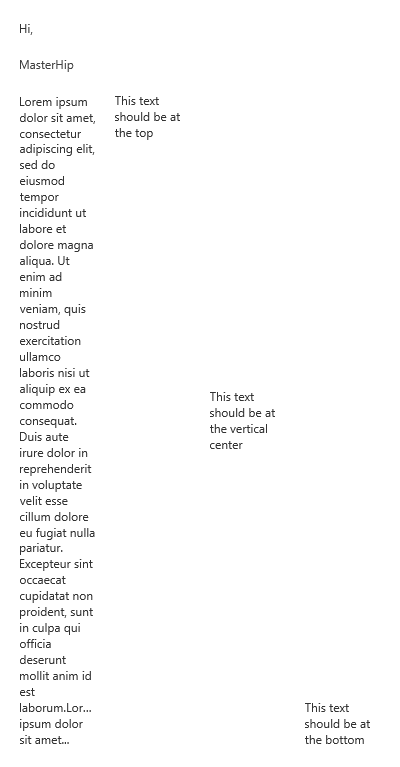 Hi,
MasterHip
Lorem ipsum
dolor sit amet,
consectetur
adipiscing elit,
sed do
eiusmod
tempor
incididunt ut
labore et
dolore magna
aliqua. Ut
enim ad
minim
veniam, quis
nostrud
exercitation
ullamco
laboris nisi ut
aliquip ex ea
commodo
consequat.
Duis aute
irure dolor in
reprehenderit
in voluptate
velit esse
cillum dolore
eu fugiat nulla
pariatur.
Excepteur sint
occaecat
cupidatat non
proident, sunt
in culpa qui
officia
deserunt
mollit anim id
est
laborum.Lor...
ipsum dolor
sit amet...
This text
should be at
the top
This text
should be at
the vertical
center
This text
should be at
the bottom